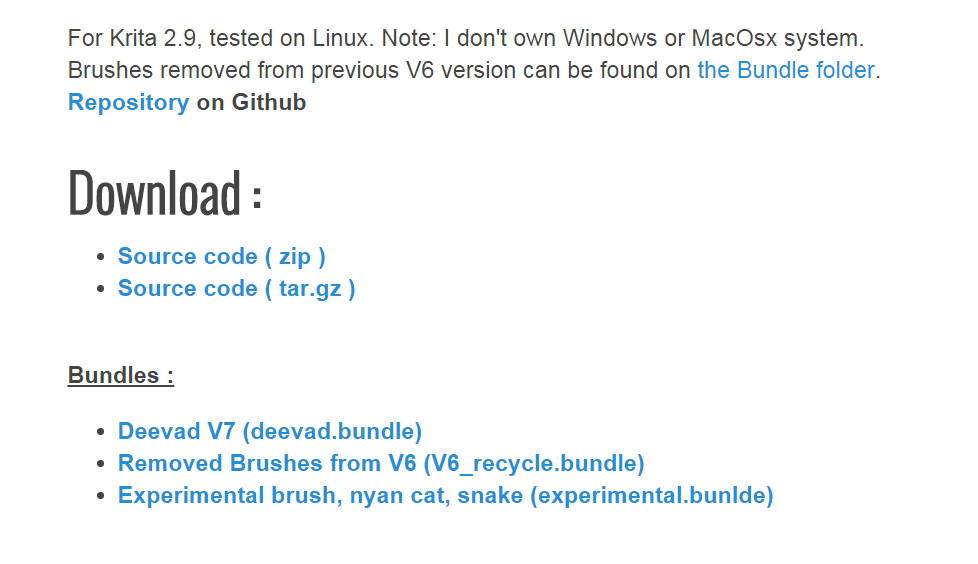 For Krita 2.9, tested on Linux. Note: I don't own Windows or MacOsx system.
Brushes removed from previous V6 version can be found on the Bundle folder.
Repository on Github
Download :
Source code ( zip )
Source code ( tar.gz )
Bundles :
Deevad V7 (deevad.bundle)
Removed Brushes from V6 (V6_recycle.bundle)
Experimental brush, nyan cat, snake (experimental.bunlde)